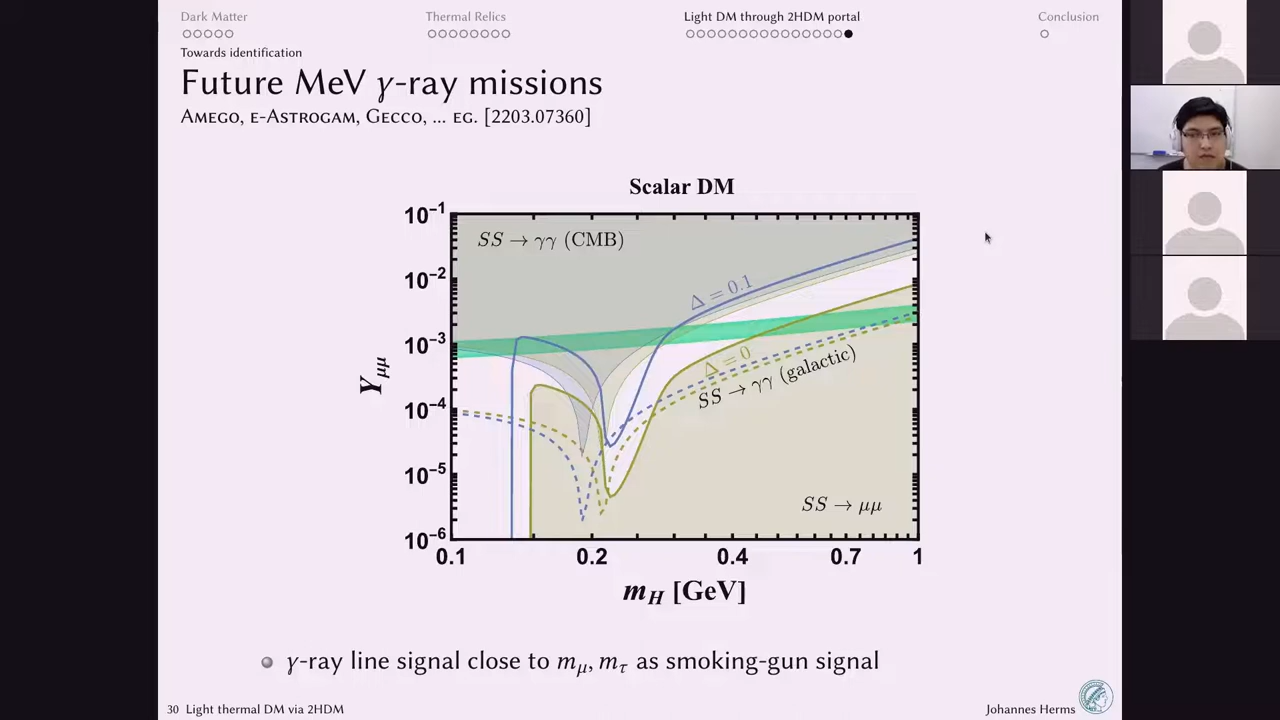 Dark Matter
Thermal Relics
Light DM through 2HDM portal
Conclusion
Towards identification
Future MeV γ-ray missions
Amego, e-Astrogam, Gecco, ... eg. [2203.07360]
Scalar DM
SS → γγ (CMB)
Δ = 0.1
Δ = 0
SS → γγ (galactic)
SS → μμ
Y_μμ
10⁻¹
10⁻²
10⁻³
10⁻⁴
10⁻⁵
10⁻⁶
0.1 0.2 0.4 0.7 1
m_H [GeV]
γ-ray line signal close to m_μ, m_τ as smoking-gun signal
30 Light thermal DM via 2HDM
Johannes Herms